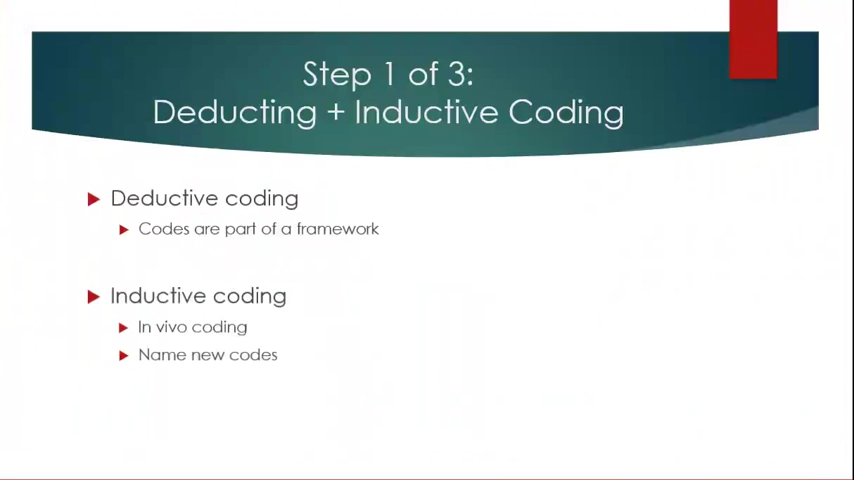 Step 1 of 3:
Deducting + Inductive Coding
Deductive coding
Codes are part of a framework
Inductive coding
In vivo coding
Name new codes